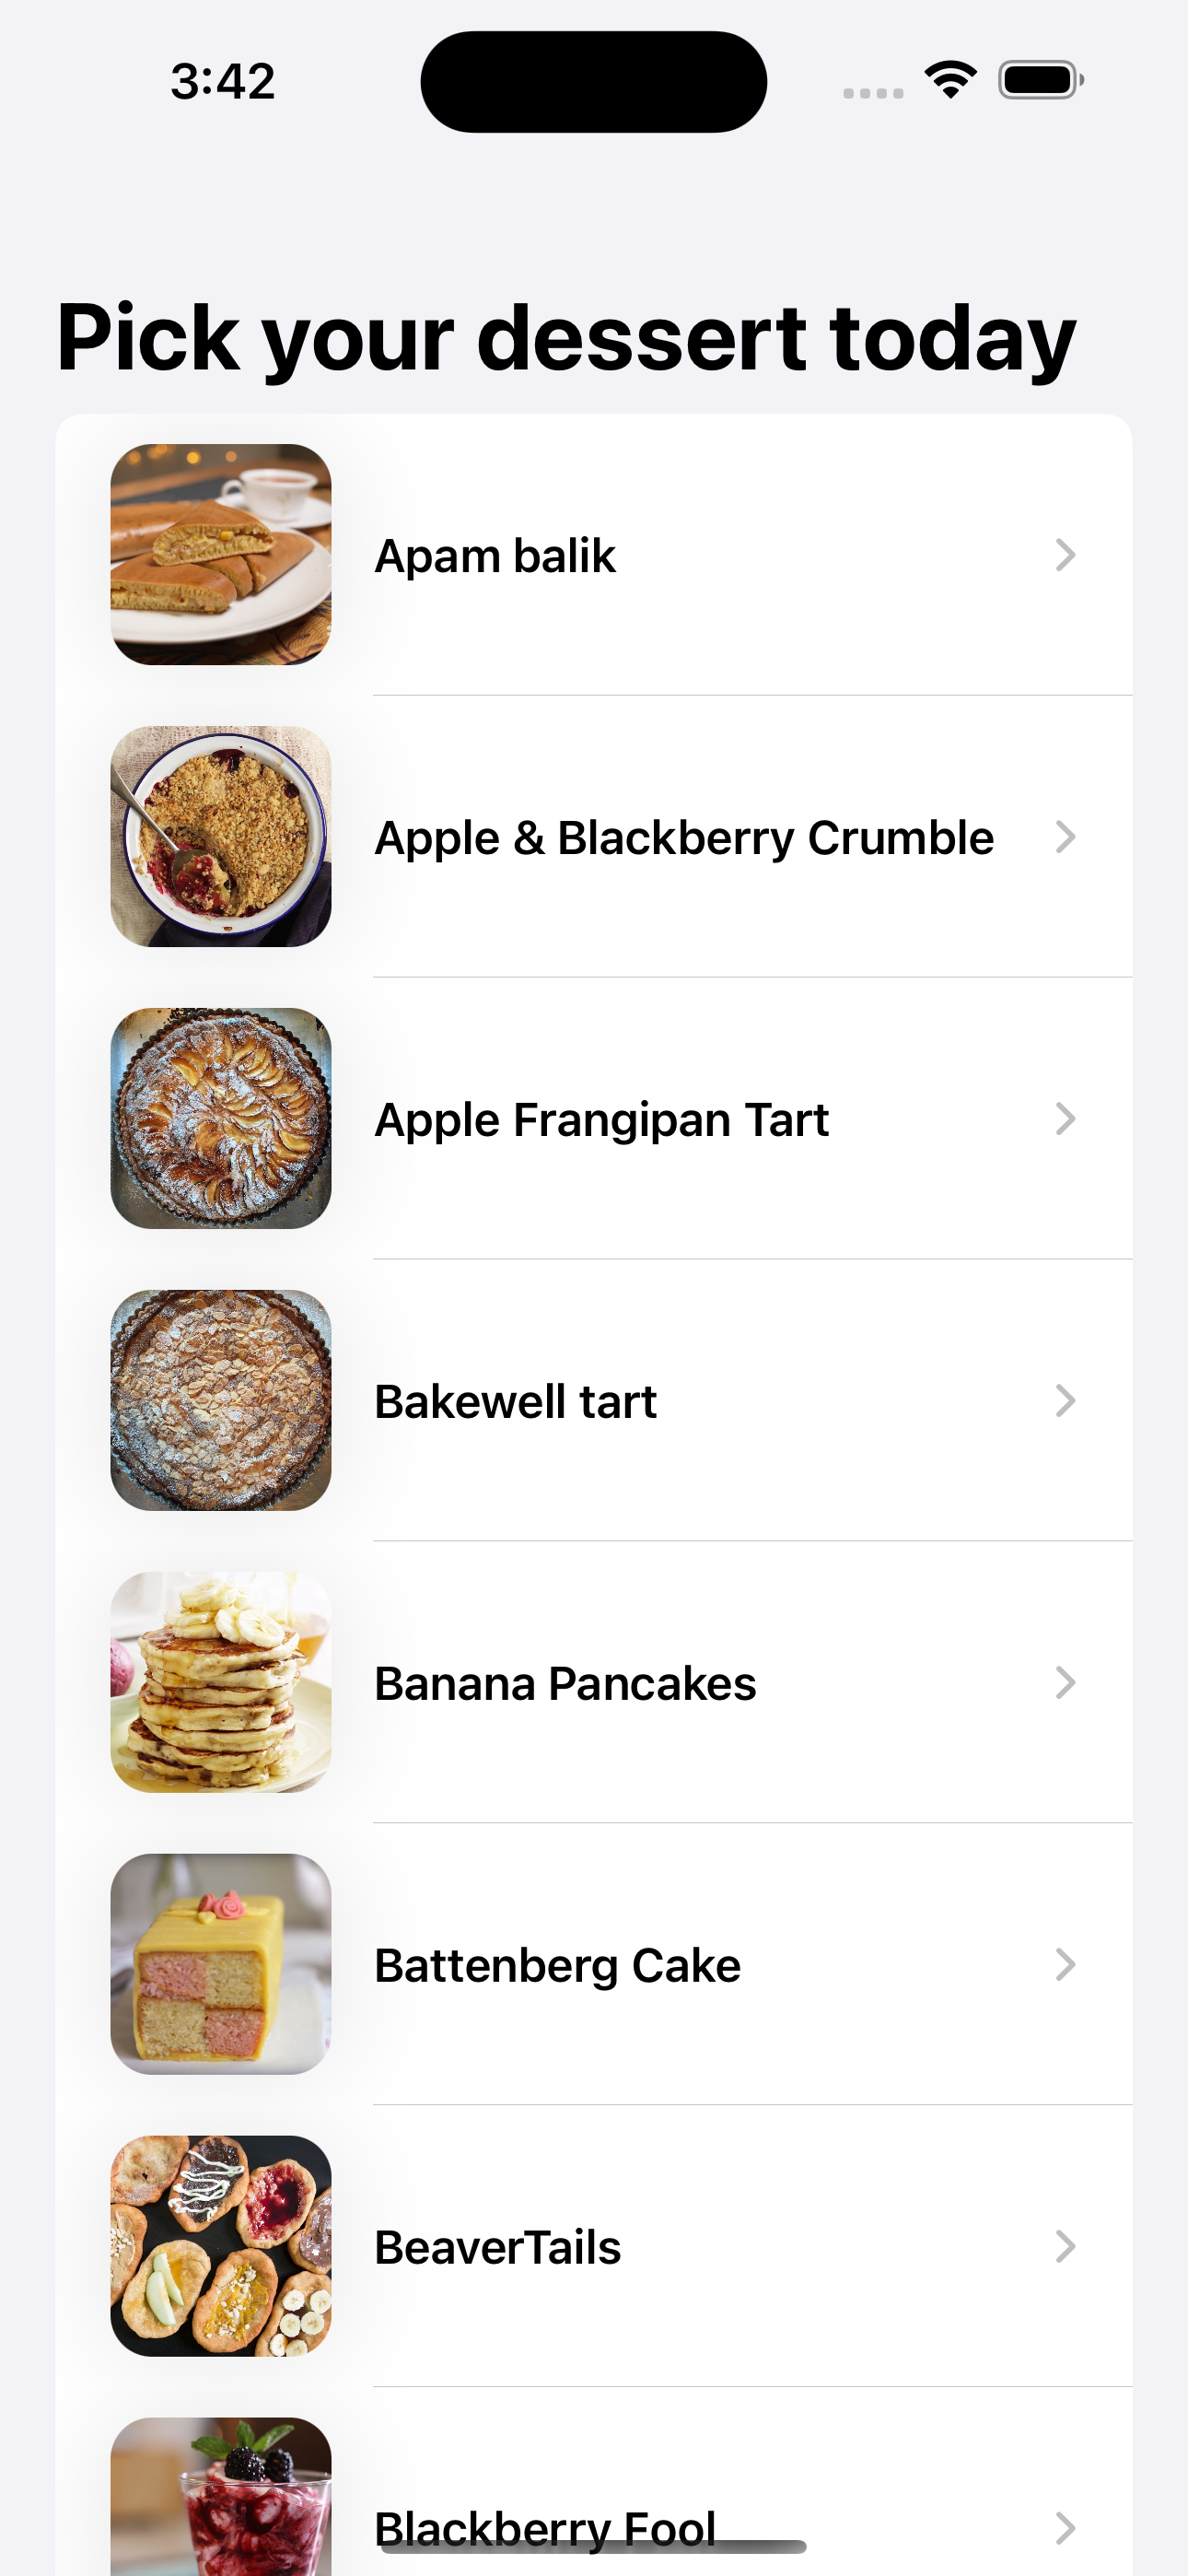 3:42
Pick your dessert today
Apam balik
Apple & Blackberry Crumble
Apple Frangipan Tart
Bakewell tart
Banana Pancakes
Battenberg Cake
BeaverTails
Blackberry Fool